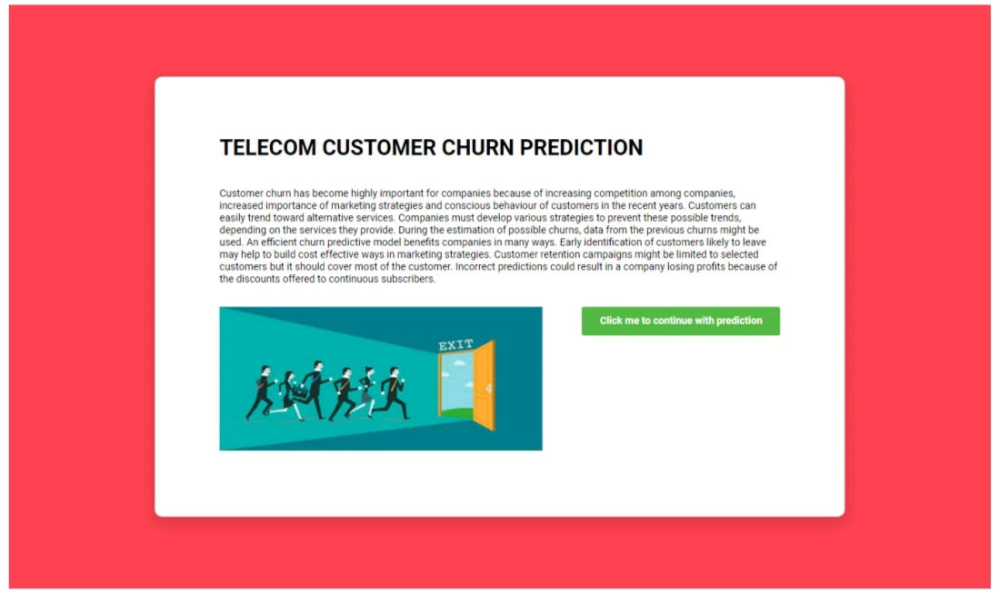 TELECOM CUSTOMER CHURN PREDICTION
Customer churn has become highly important for companies because of increasing competition among companies,
increased importance of marketing strategies and conscious behaviour of customers in the recent years. Customers can
easily trend toward alternative services. Companies must develop various strategies to prevent these possible trends,
depending on the services they provide. During the estimation of possible churns, data from the previous churns might be
used. An efficient churn predictive model benefits companies in many ways. Early identification of customers likely to leave
may help to build cost effective ways in marketing strategies. Customer retention campaigns might be limited to selected
customers but it should cover most of the customer. Incorrect predictions could result in a company losing profits because of
the discounts offered to continuous subscribers.
Click me to continue with prediction
EXIT